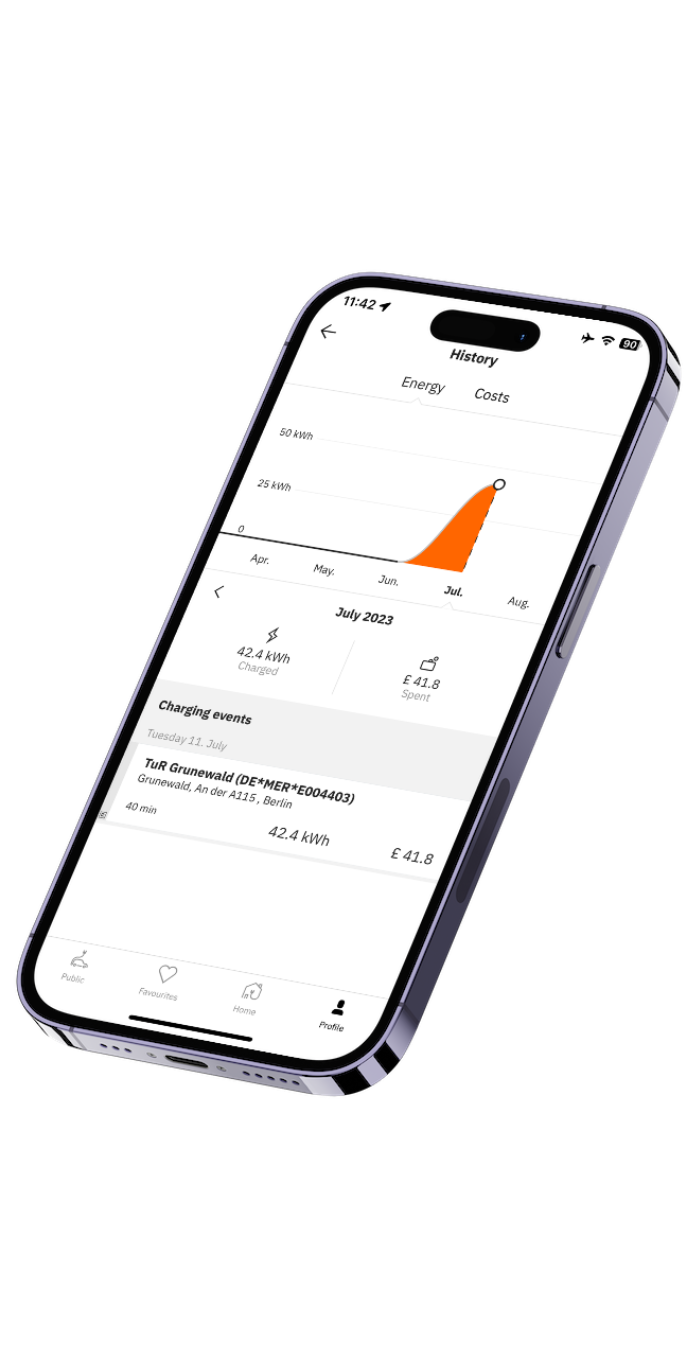 11:42
90
History
Energy Costs
50 kWh
25 kWh
0
Apr. May. Jun. Jul. Aug.
July 2023
42.4 kWh
Charged
£ 41.8
Spent
Charging events
Tuesday 11. July
TuR Grunewald (DE*MER*E004403)
Grunewald, An der A115 , Berlin
40 min
42.4 kWh
£ 41.8
Public Favourites Home Profile